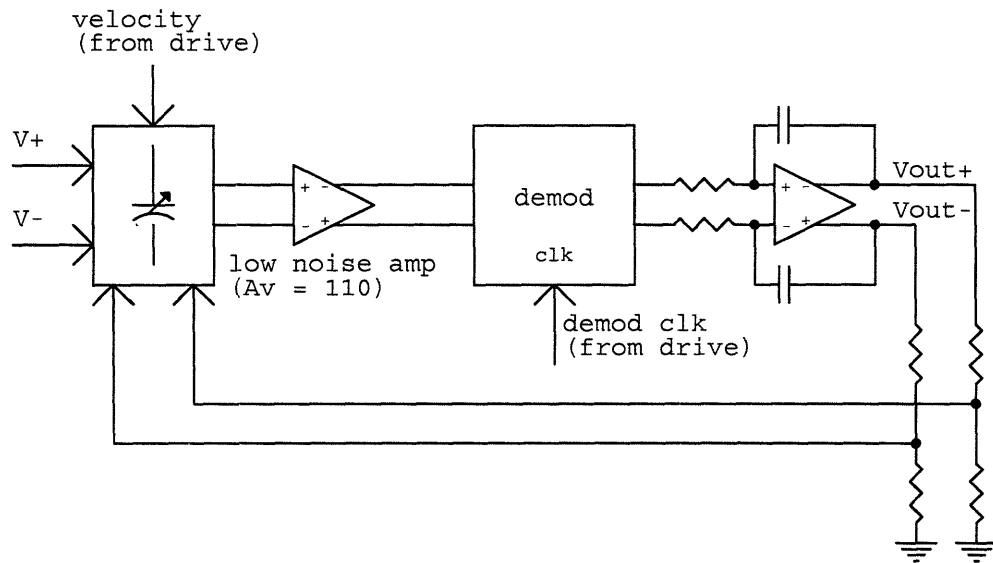 velocity
(from drive)
V+
V-
+ -
- +
low noise amp
(Av = 110)
demod
clk
demod clk
(from drive)
+ -
- +
Vout+
Vout-